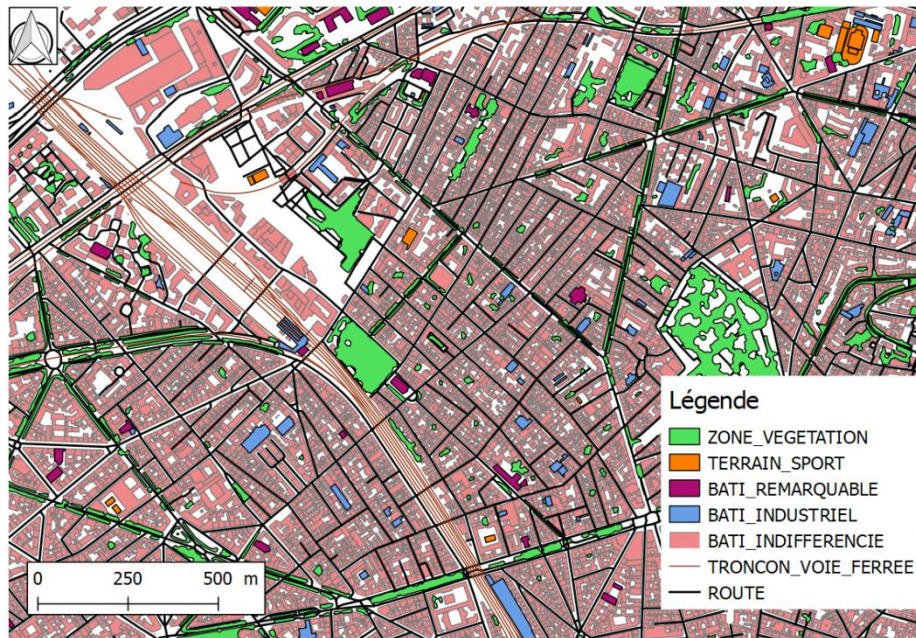 Légende
ZONE_VEGETATION
TERRAIN_SPORT
BATI_REMARQUABLE
BATI_INDUSTRIEL
BATI_INDIFFERENCIE
TRONCON_VOIE_FERREE
ROUTE
0 250 500 m